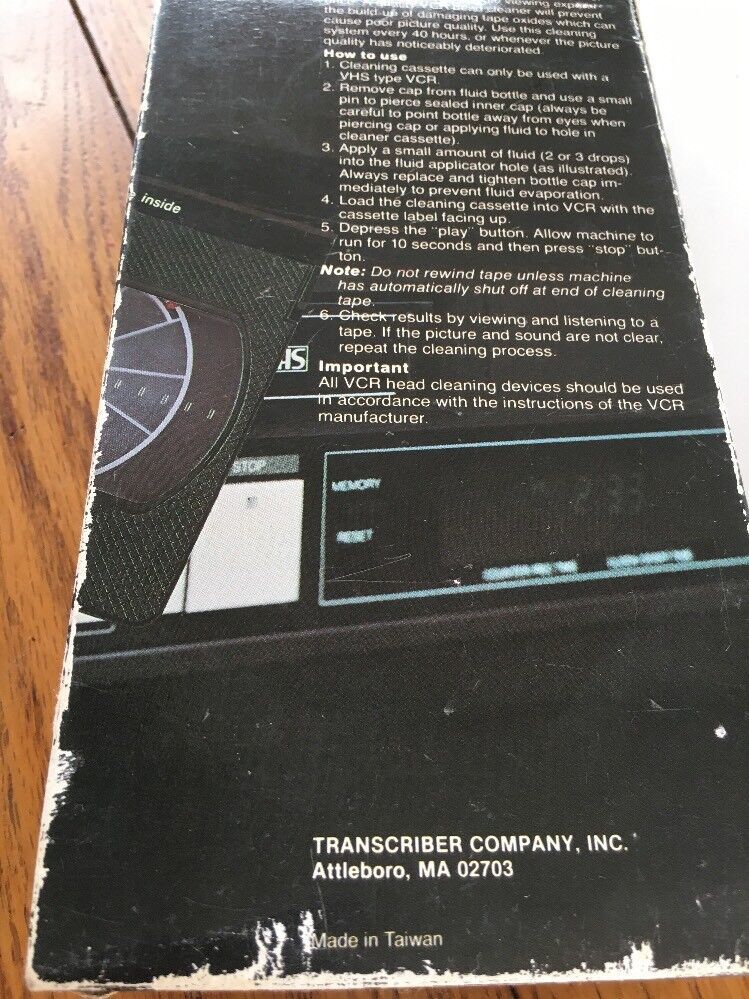 viewing
cleaner will prevent
the build-up of damaging tape oxides which can
cause poor picture quality. Use this cleaning
system every 40 hours, or whenever the picture
quality has noticeably deteriorated.
How to use
1. Cleaning cassette can only be used with a
VHS type VCR.
2. Remove cap from fluid bottle and use a small
pin to pierce sealed inner cap (always be
careful to point bottle away from eyes when
piercing cap or applying fluid to hole in
cleaner cassette).
3. Apply a small amount of fluid (2 or 3 drops)
into the fluid applicator hole (as illustrated).
Always replace and tighten bottle cap im-
mediately to prevent fluid evaporation.
4. Load the cleaning cassette into VCR with the
cassette label facing up.
5. Depress the "play" button. Allow machine to
run for 10 seconds and then press "stop" but-
ton.
Note: Do not rewind tape unless machine
has automatically shut off at end of cleaning
tape.
6. Check results by viewing and listening to a
tape. If the picture and sound are not clear,
repeat the cleaning process.
Important
All VCR head cleaning devices should be used
in accordance with the instructions of the VCR
manufacturer.
inside
HS
STOP
MEMORY
RESET
TRANSCRIBER COMPANY, INC.
Attleboro, MA 02703
Made in Taiwan